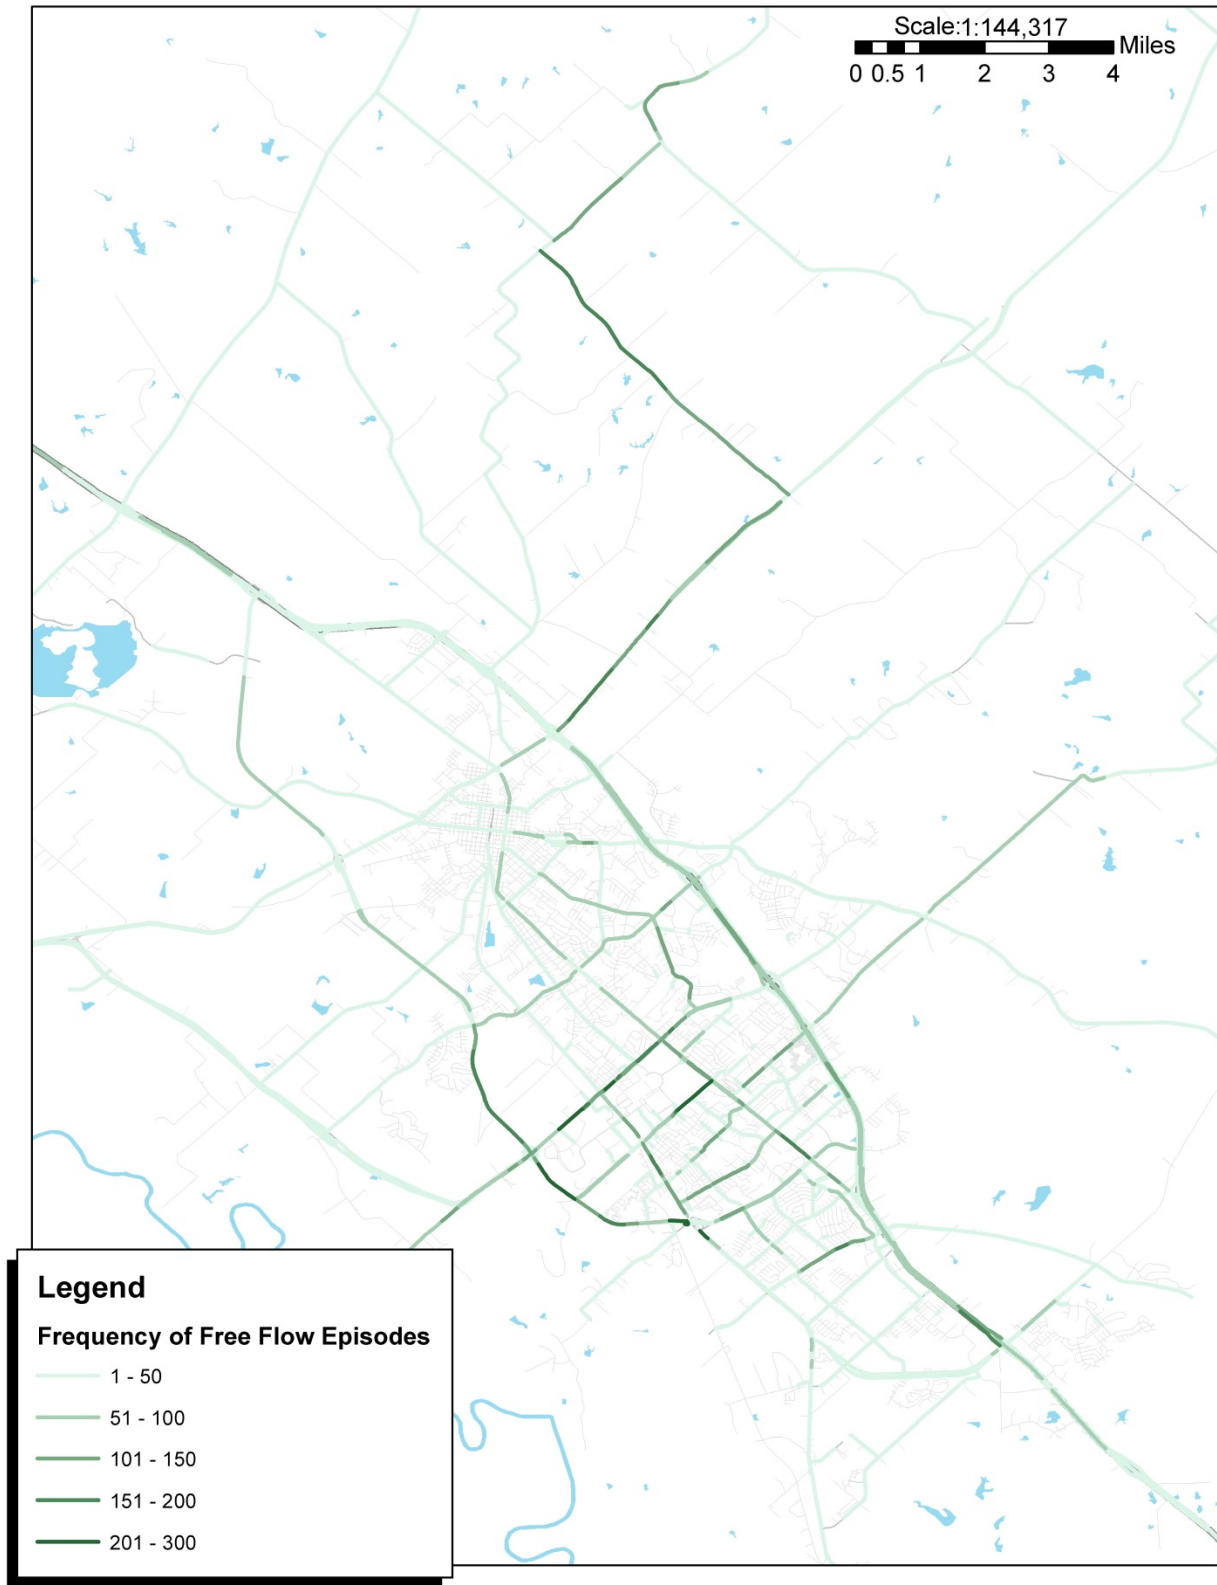 Scale:1:144,317
Miles
0 0.5 1 2 3 4
Legend
Frequency of Free Flow Episodes
1 - 50
51 - 100
101 - 150
151 - 200
201 - 300